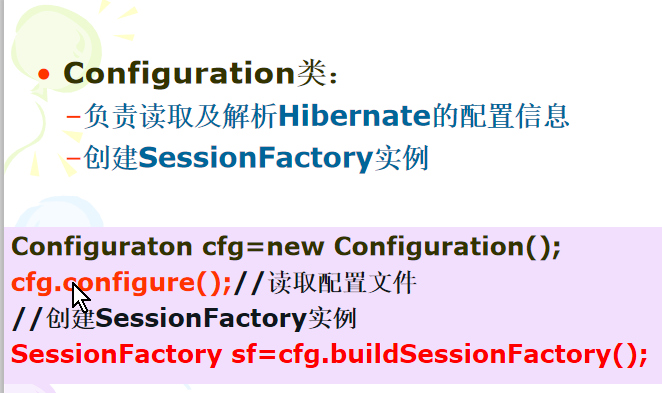 • Configuration类：
–负责读取及解析Hibernate的配置信息
–创建SessionFactory实例
Configuraton cfg=new Configuration();
cfg.configure();//读取配置文件
//创建SessionFactory实例
SessionFactory sf=cfg.buildSessionFactory();